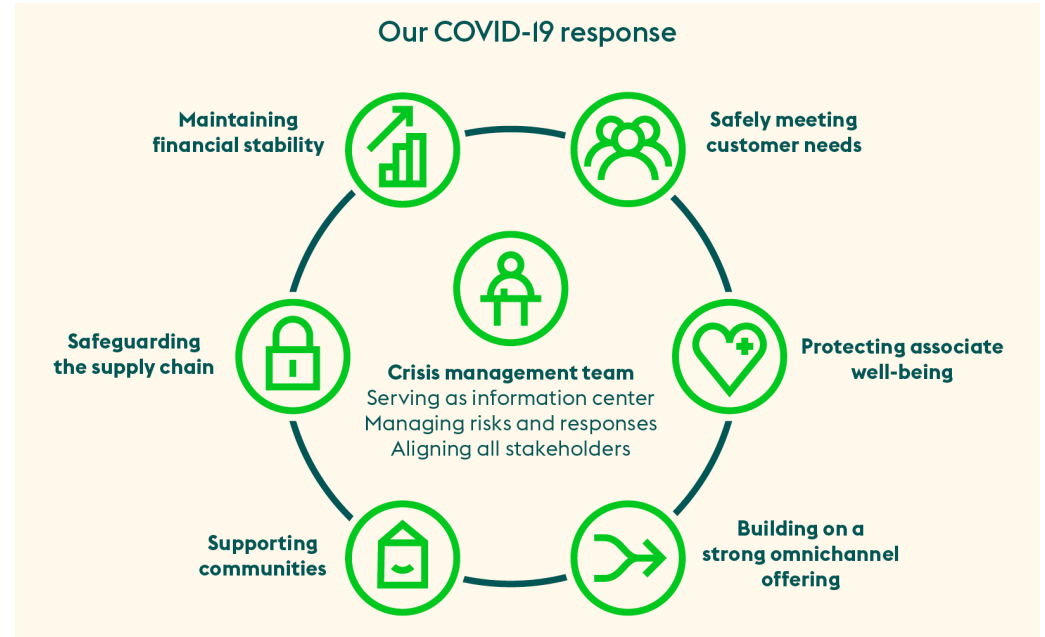 Our COVID-19 response
Maintaining
financial stability
Safely meeting
customer needs
Safeguarding
the supply chain
Crisis management team
Serving as information center
Managing risks and responses
Aligning all stakeholders
Protecting associate
well-being
Supporting
communities
Building on a
strong omnichannel
offering